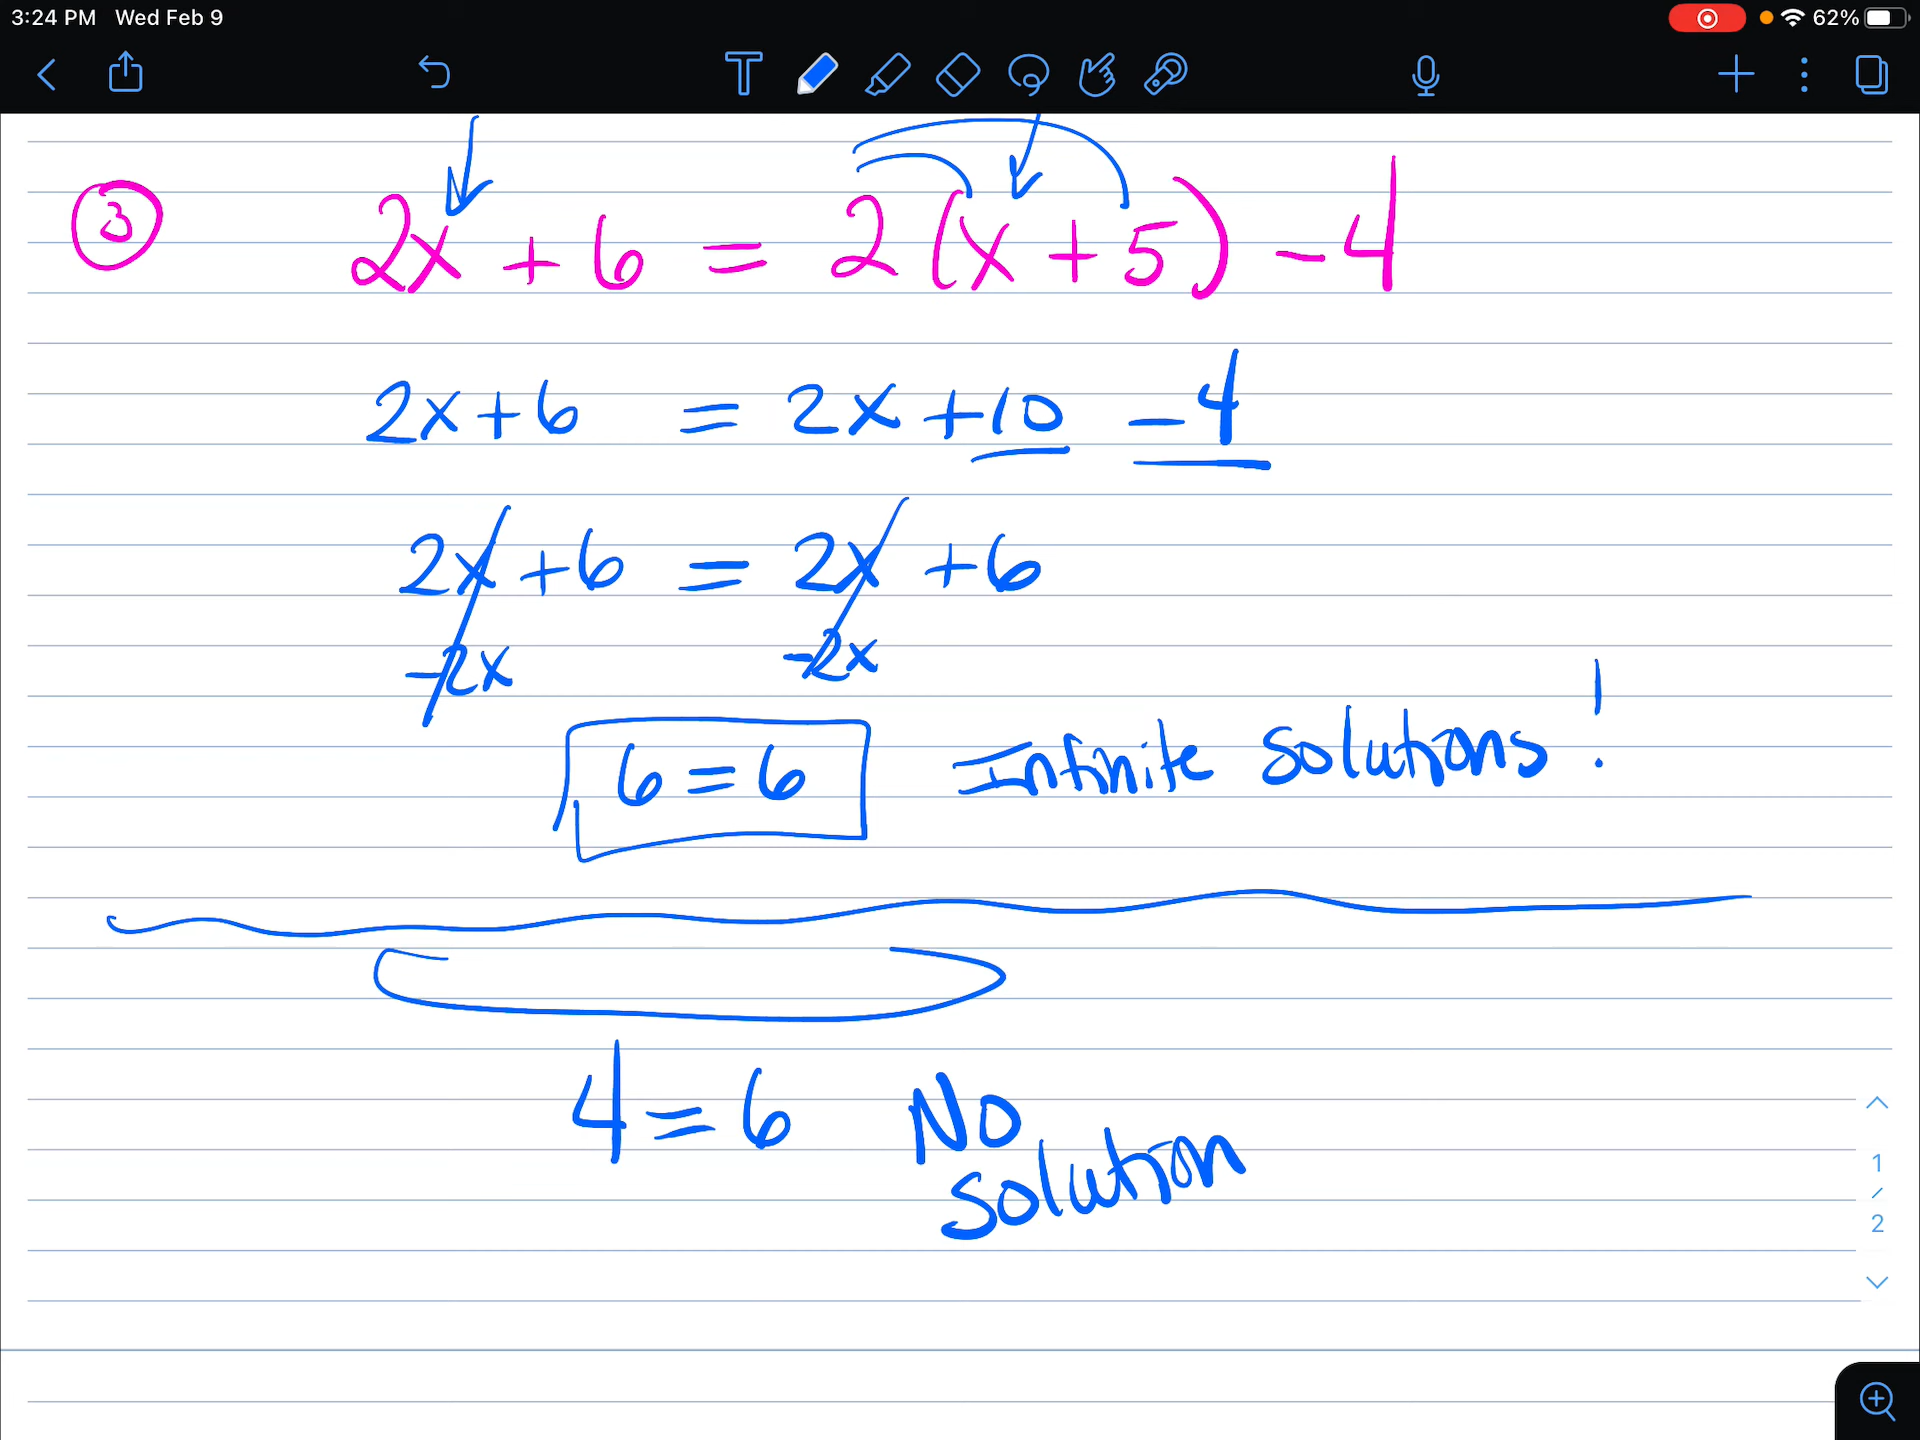 3:24 PM Wed Feb 9 62%
T
3 2x + 6 = 2(x + 5) - 4
2x + 6 = 2x + 10 - 4
2x + 6 = 2x + 6
-2x -2x
6 = 6 Infinite solutions!
4 = 6 No
solution
1
/
2